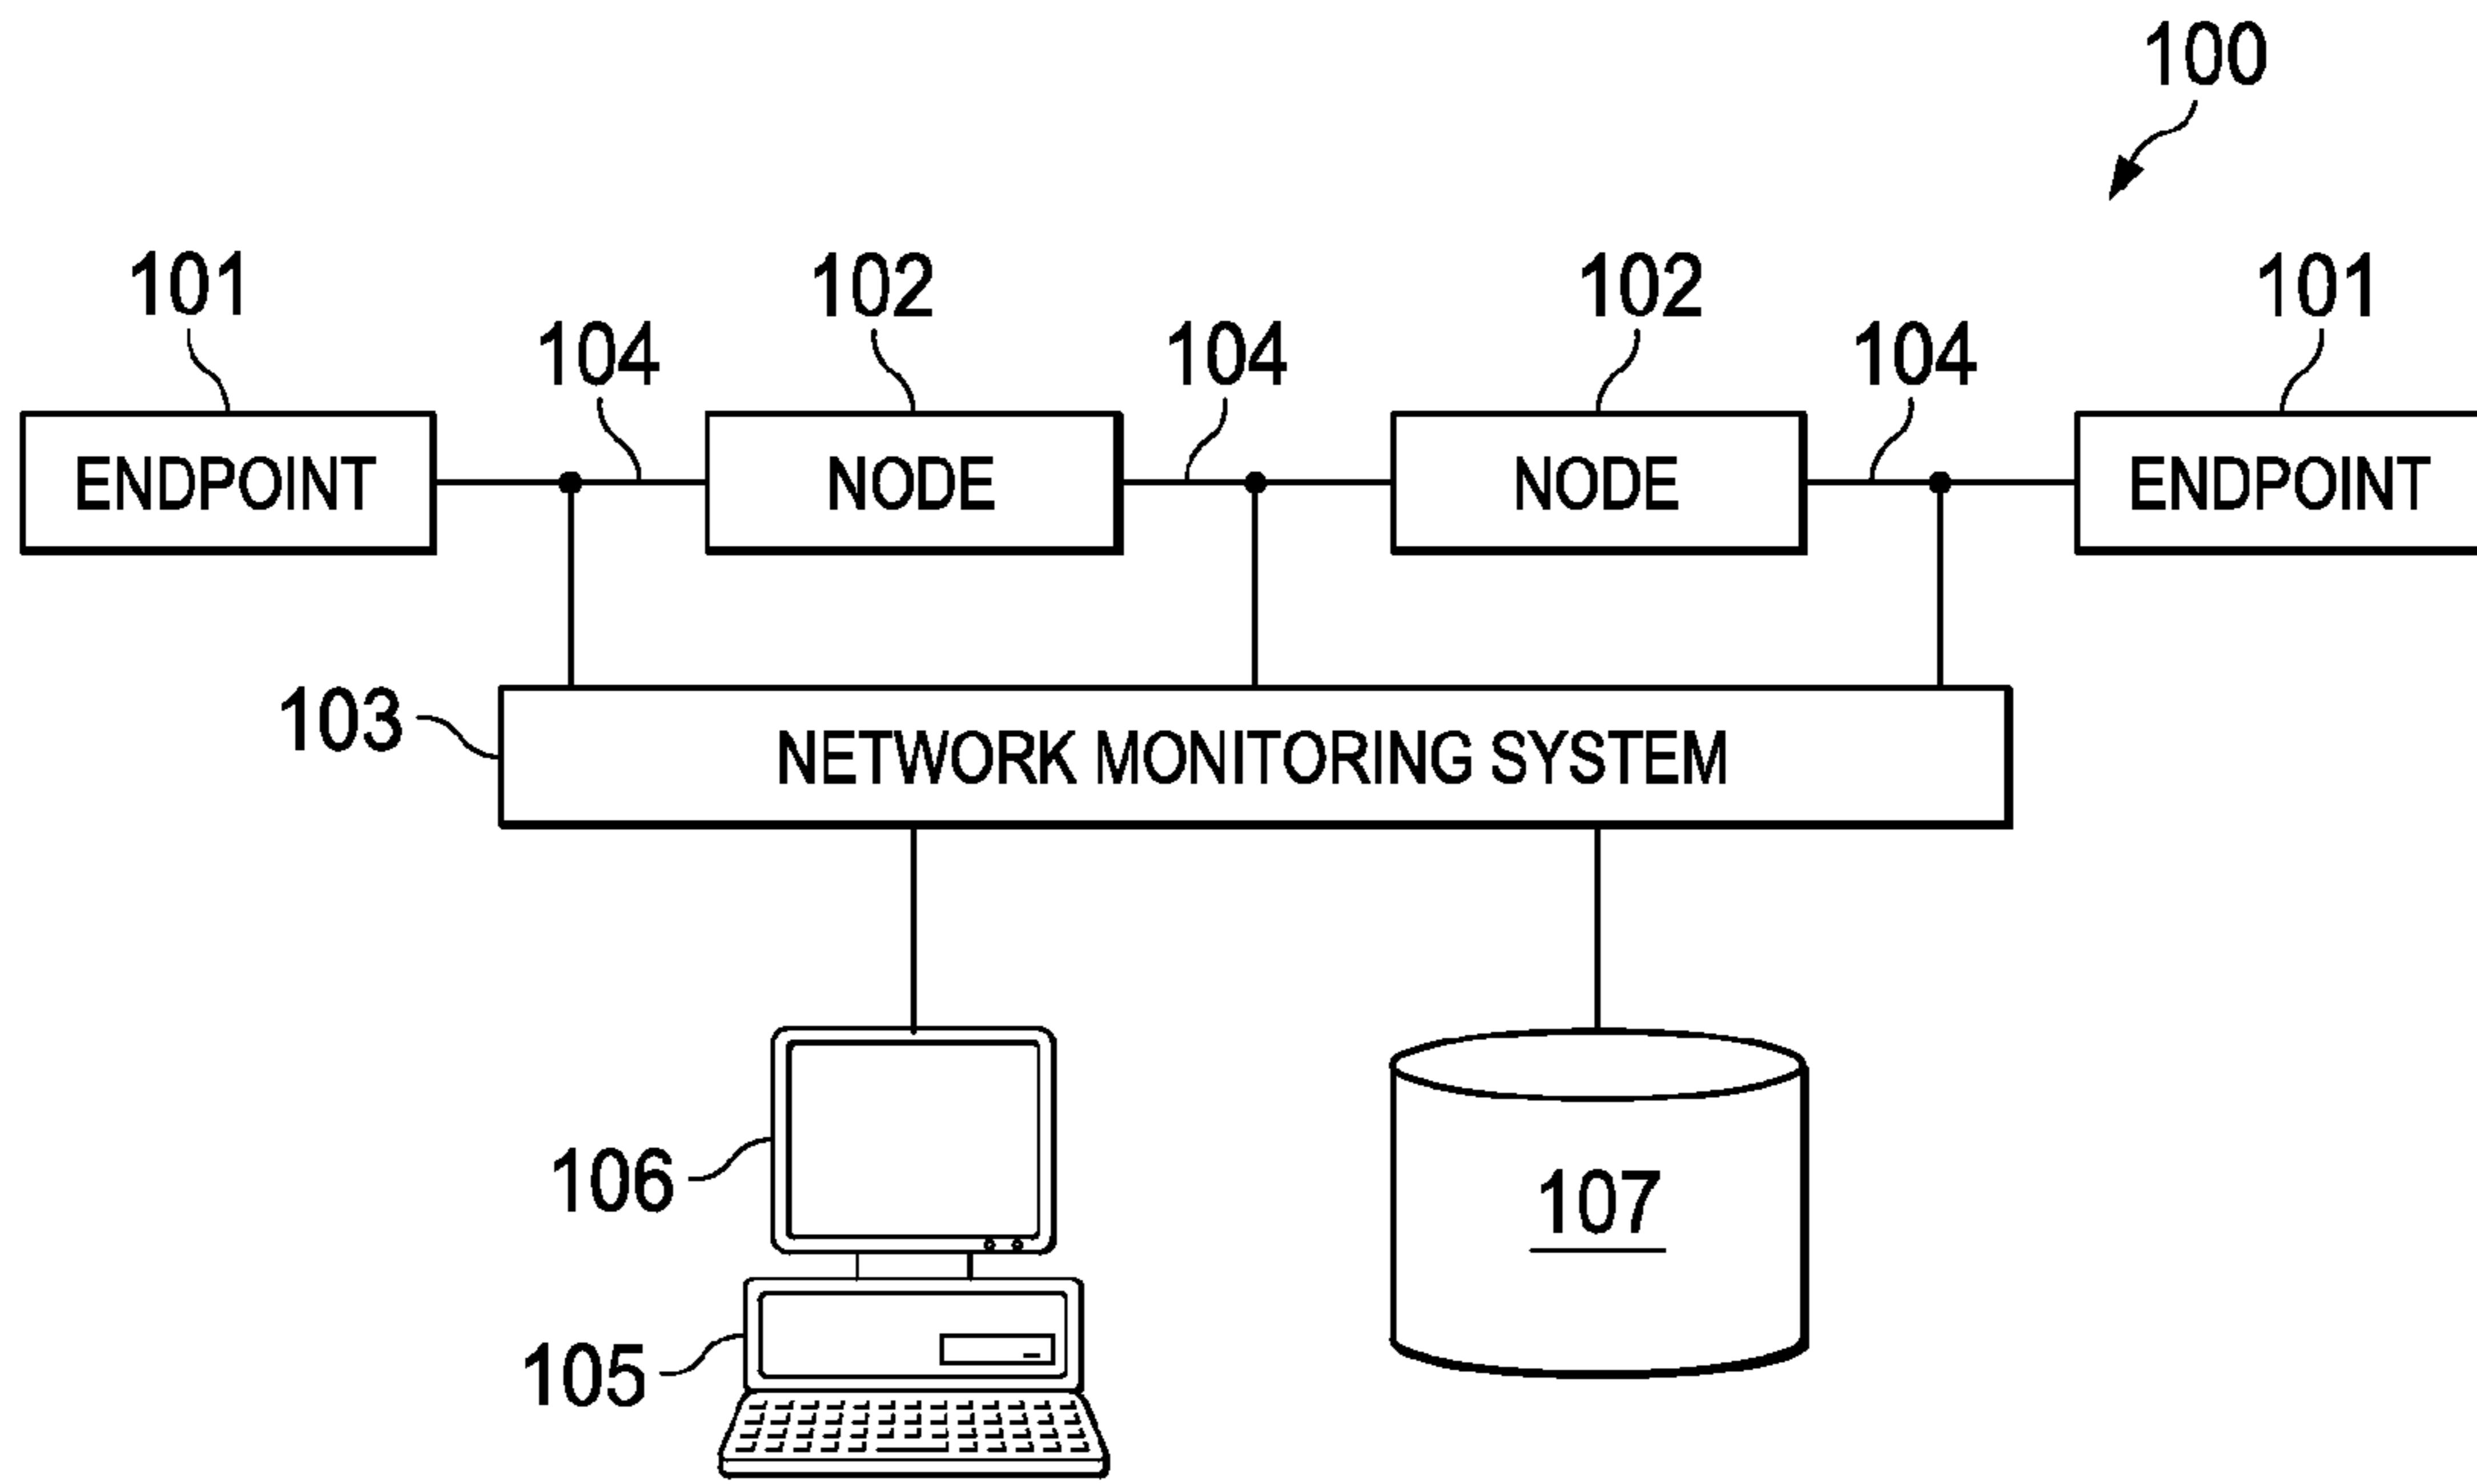 100
101
102
102
101
104
104
104
ENDPOINT
NODE
NODE
ENDPOINT
103
NETWORK MONITORING SYSTEM
106
107
105